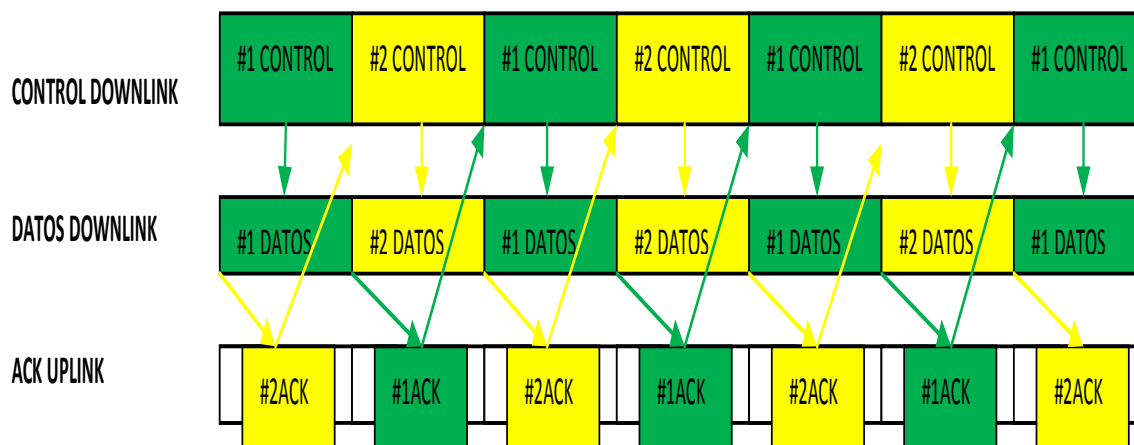 CONTROL DOWNLINK
#1 CONTROL #2 CONTROL #1 CONTROL #2 CONTROL #1 CONTROL #2 CONTROL #1 CONTROL
DATOS DOWNLINK
#1 DATOS #2 DATOS #1 DATOS #2 DATOS #1 DATOS #2 DATOS #1 DATOS
ACK UPLINK
#2ACK #1ACK #2ACK #1ACK #2ACK #1ACK #2ACK